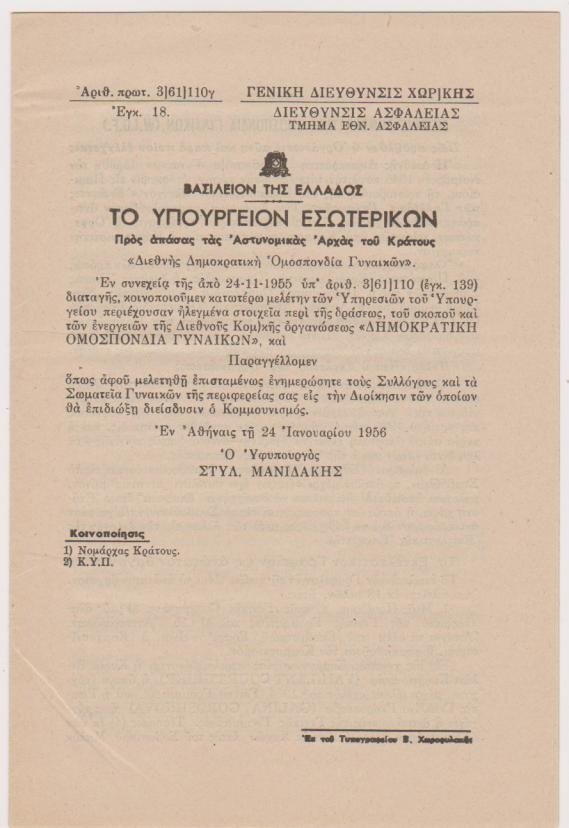 Ἀριθ. πρωτ. 3]61]110γ
Ἐγκ. 18.
ΓΕΝΙΚΗ ΔΙΕΥΘΥΝΣΙΣ ΧΩΡ]ΚΗΣ
ΔΙΕΥΘΥΝΣΙΣ ΑΣΦΑΛΕΙΑΣ
ΤΜΗΜΑ ΕΘΝ. ΑΣΦΑΛΕΙΑΣ
ΒΑΣΙΛΕΙΟΝ ΤΗΣ ΕΛΛΑΔΟΣ
ΤΟ ΥΠΟΥΡΓΕΙΟΝ ΕΣΩΤΕΡΙΚΩΝ
Πρὸς ἁπάσας τὰς Ἀστυνομικὰς Ἀρχὰς τοῦ Κράτους
«Διεθνὴς Δημοκρατικὴ Ὁμοσπονδία Γυναικῶν».
Ἐν συνεχείᾳ τῆς ἀπὸ 24-11-1955 ὑπ' ἀριθ. 3]61]110 (ἐγκ. 139)
διαταγῆς, κοινοποιοῦμεν κατωτέρω μελέτην τῶν Ὑπηρεσιῶν τοῦ Ὑπουρ-
γείου περιέχουσαν ἠλεγμένα στοιχεῖα περὶ τῆς δράσεως, τοῦ σκοποῦ καὶ
τῶν ἐνεργειῶν τῆς Διεθνοῦς Κομ)κῆς ὀργανώσεως «ΔΗΜΟΚΡΑΤΙΚΗ
ΟΜΟΣΠΟΝΔΙΑ ΓΥΝΑΙΚΩΝ», καὶ
Παραγγέλλομεν
ὅπως ἀφοῦ μελετηθῇ ἐπισταμένως ἐνημερώσητε τοὺς Συλλόγους καὶ τὰ
Σωματεῖα Γυναικῶν τῆς περιφερείας σας εἰς τὴν Διοίκησιν τῶν ὁποίων
θὰ ἐπιδιώξῃ διείσδυσιν ὁ Κομμουνισμός.
Ἐν Ἀθήναις τῇ 24 Ἰανουαρίου 1956
Ὁ Ὑφυπουργὸς
ΣΤΥΛ. ΜΑΝΙΔΑΚΗΣ
Κοινοποίησις
1) Νομάρχας Κράτους.
2) Κ.Υ.Π.
Ἐκ τοῦ Τυπογραφείου Β. Χωροφυλακῆς